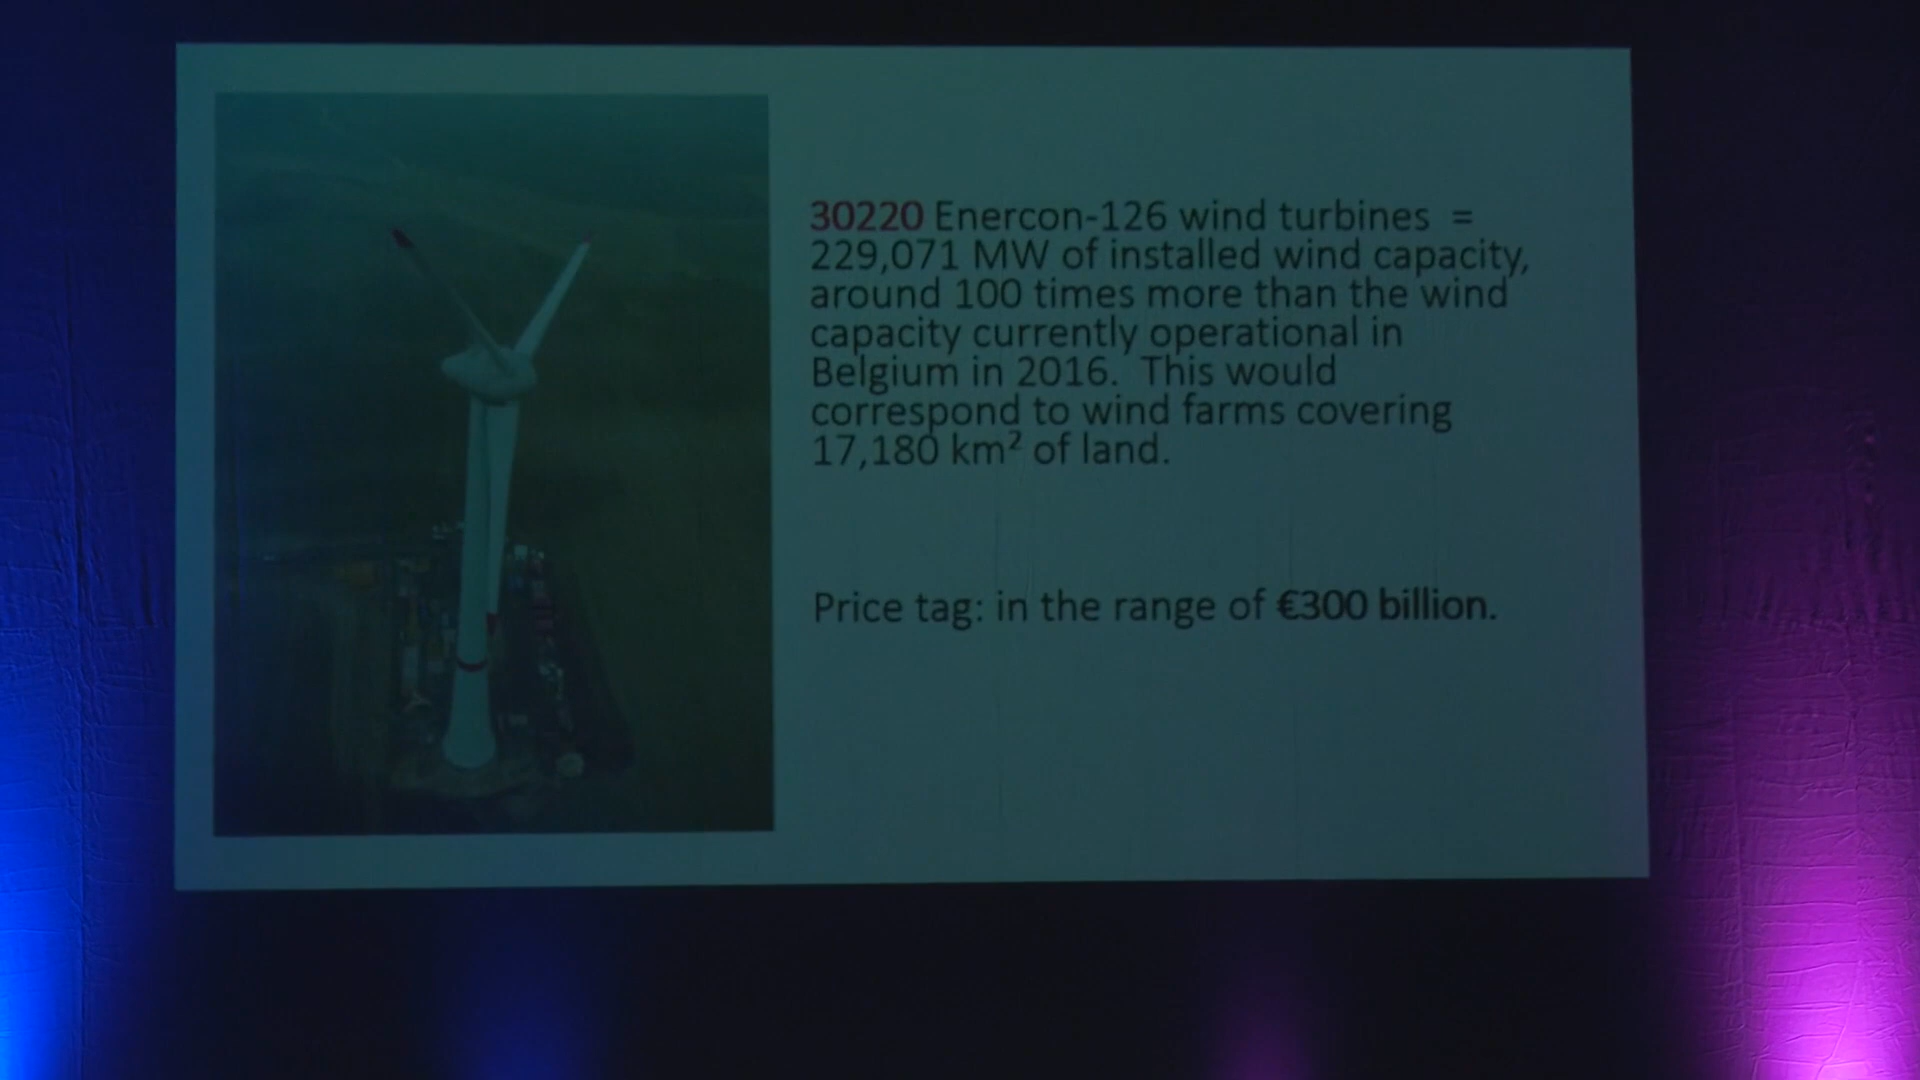 30220 Enercon-126 wind turbines =
229,071 MW of installed wind capacity,
around 100 times more than the wind
capacity currently operational in
Belgium in 2016. This would
correspond to wind farms covering
17,180 km² of land.
Price tag: in the range of €300 billion.